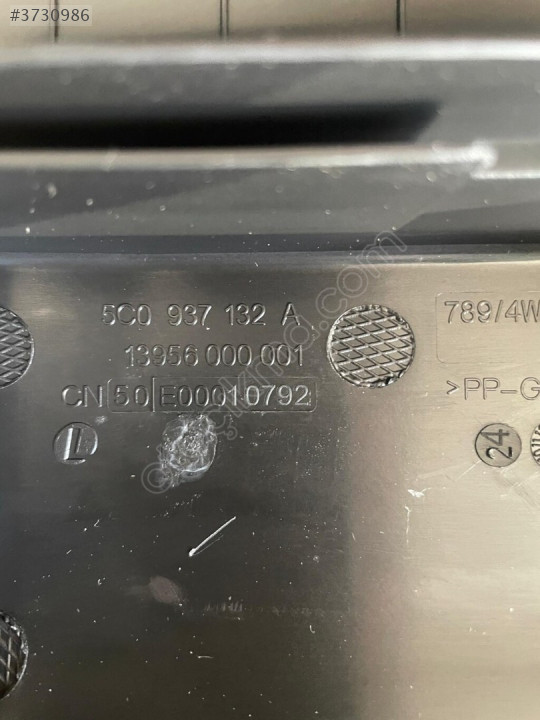 #3730986
5C0 937 132 A
13956 000 001
CN 50 E00010792
L
789/4W
>PP-G
24